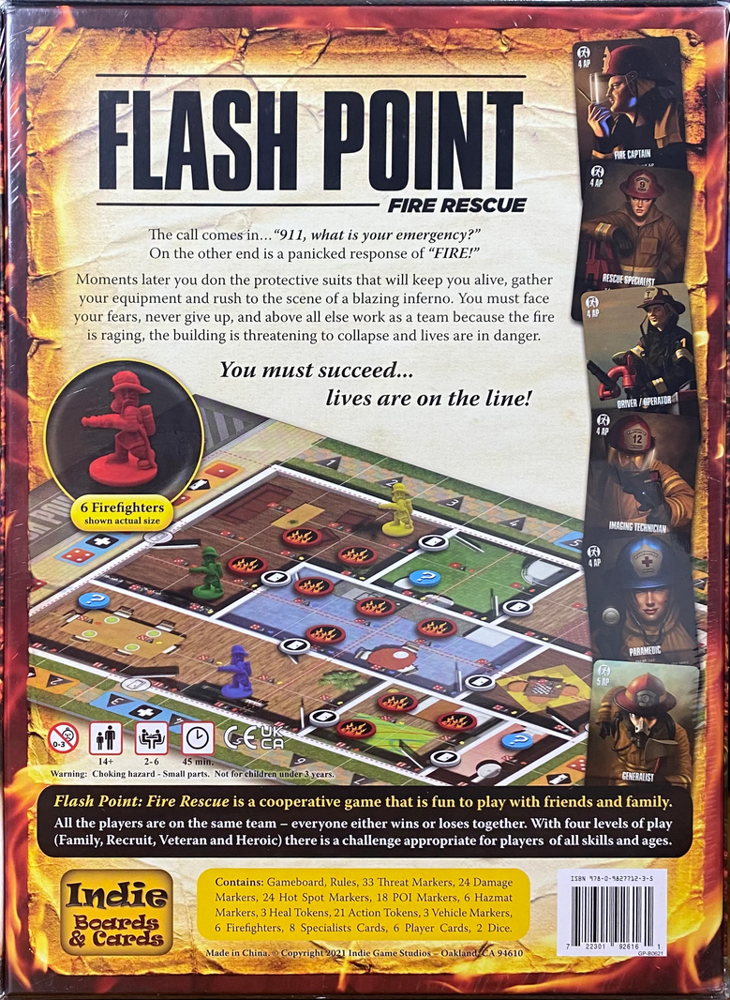 FLASH POINT
FIRE RESCUE
The call comes in…“911, what is your emergency?”
On the other end is a panicked response of “FIRE!”
Moments later you don the protective suits that will keep you alive, gather
your equipment and rush to the scene of a blazing inferno. You must face
your fears, never give up, and above all else work as a team because the fire
is raging, the building is threatening to collapse and lives are in danger.
You must succeed...
lives are on the line!
6 Firefighters
shown actual size
4 AP
FIRE CAPTAIN
4 AP
RESCUE SPECIALIST
4 AP
DRIVER / OPERATOR
4 AP
12
IMAGING TECHNICIAN
4 AP
PARAMEDIC
5 AP
GENERALIST
1
2
3
4
5
?
?
?
3
0-3
14+
2-6
45 min.
CE UK CA
Warning: Choking hazard - Small parts. Not for children under 3 years.
Flash Point: Fire Rescue is a cooperative game that is fun to play with friends and family.
All the players are on the same team – everyone either wins or loses together. With four levels of play
(Family, Recruit, Veteran and Heroic) there is a challenge appropriate for players of all skills and ages.
Indie
Boards
& Cards
Contains: Gameboard, Rules, 33 Threat Markers, 24 Damage
Markers, 24 Hot Spot Markers, 18 POI Markers, 6 Hazmat
Markers, 3 Heal Tokens, 21 Action Tokens, 3 Vehicle Markers,
6 Firefighters, 8 Specialists Cards, 6 Player Cards, 2 Dice.
Made in China. © Copyright 2021 Indie Game Studios – Oakland, CA 94610
ISBN 978-0-9827712-3-5
7 22301 92616 1
GP-B0621